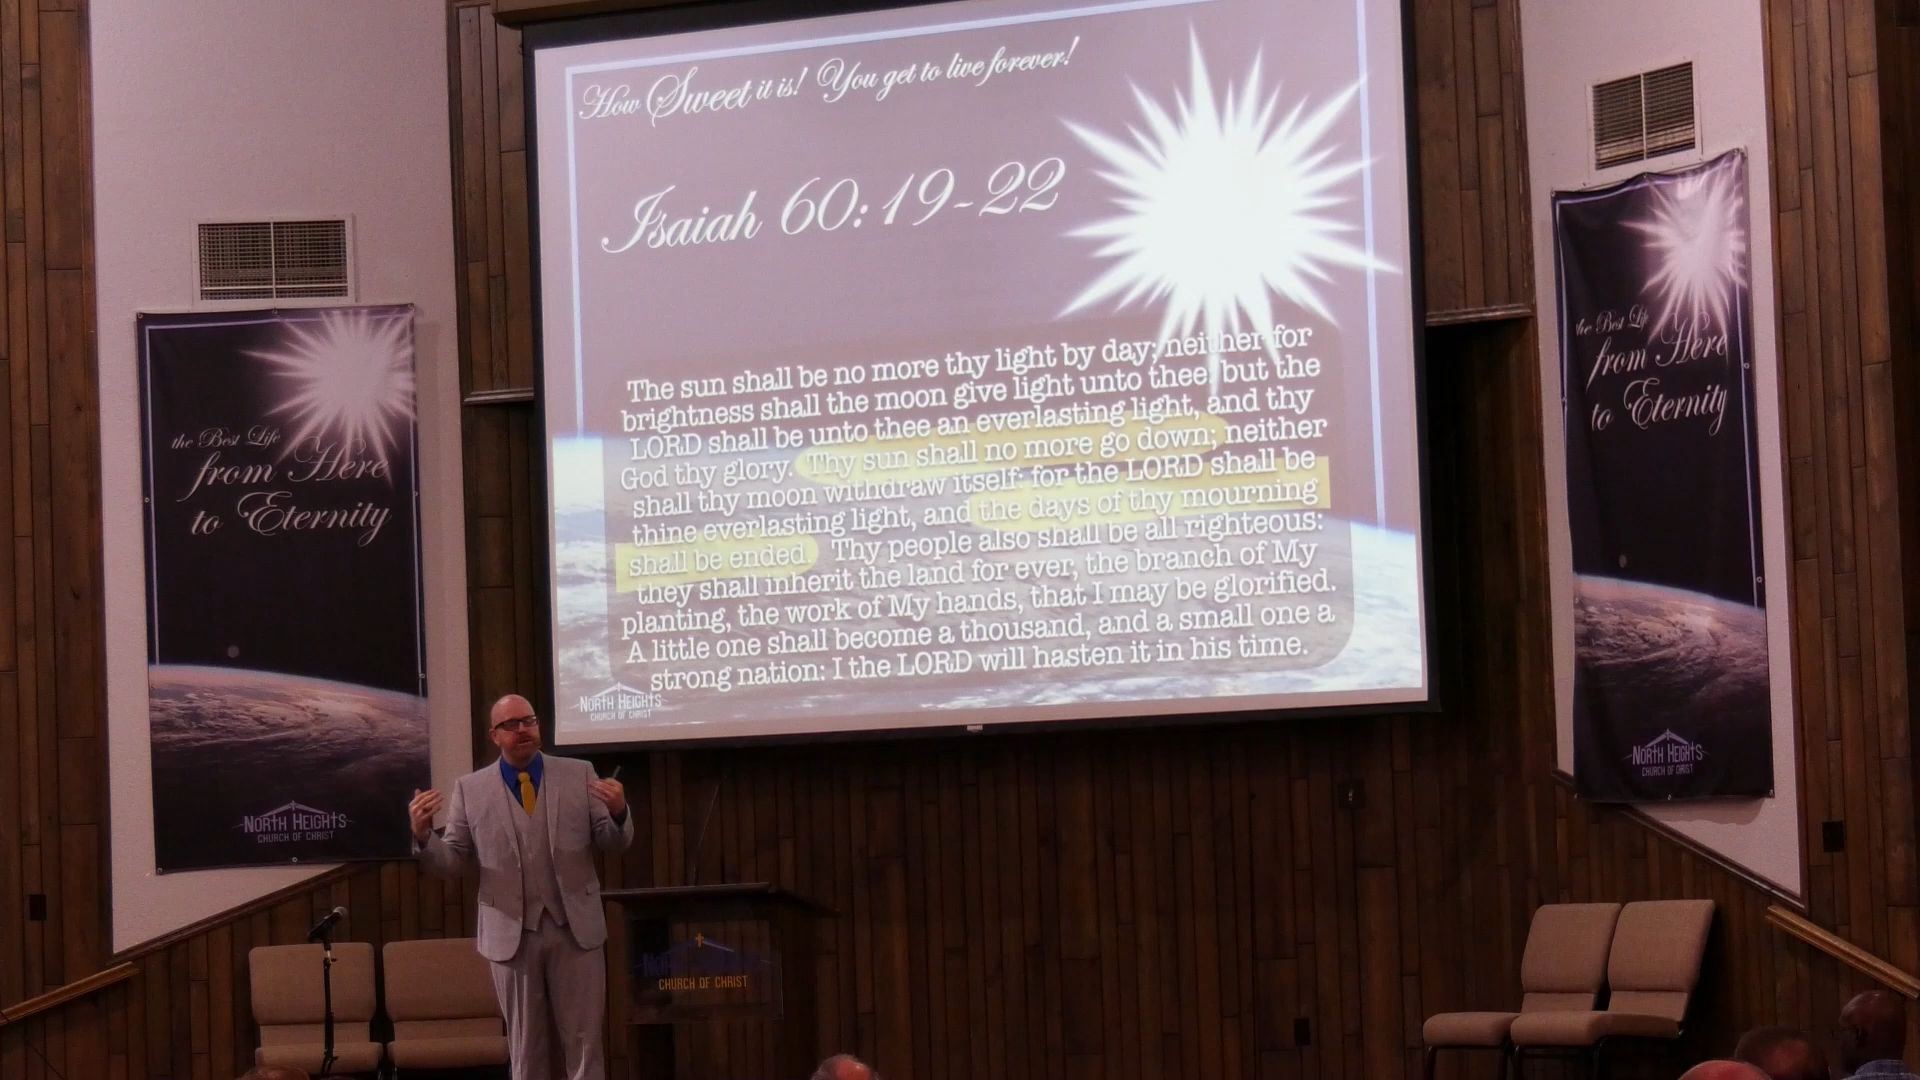 How Sweet it is! You get to live forever!
Isaiah 60:19-22
The sun shall be no more thy light by day; neither for
brightness shall the moon give light unto thee: but the
LORD shall be unto thee an everlasting light, and thy
God thy glory. Thy sun shall no more go down; neither
shall thy moon withdraw itself: for the LORD shall be
thine everlasting light, and the days of thy mourning
shall be ended. Thy people also shall be all righteous:
they shall inherit the land for ever, the branch of My
planting, the work of My hands, that I may be glorified.
A little one shall become a thousand, and a small one a
strong nation: I the LORD will hasten it in his time.
NORTH HEIGHTS
CHURCH OF CHRIST
the Best Life
from Here
to Eternity
NORTH HEIGHTS
CHURCH OF CHRIST
the Best Life
from Here
to Eternity
NORTH HEIGHTS
CHURCH OF CHRIST
CHURCH OF CHRIST